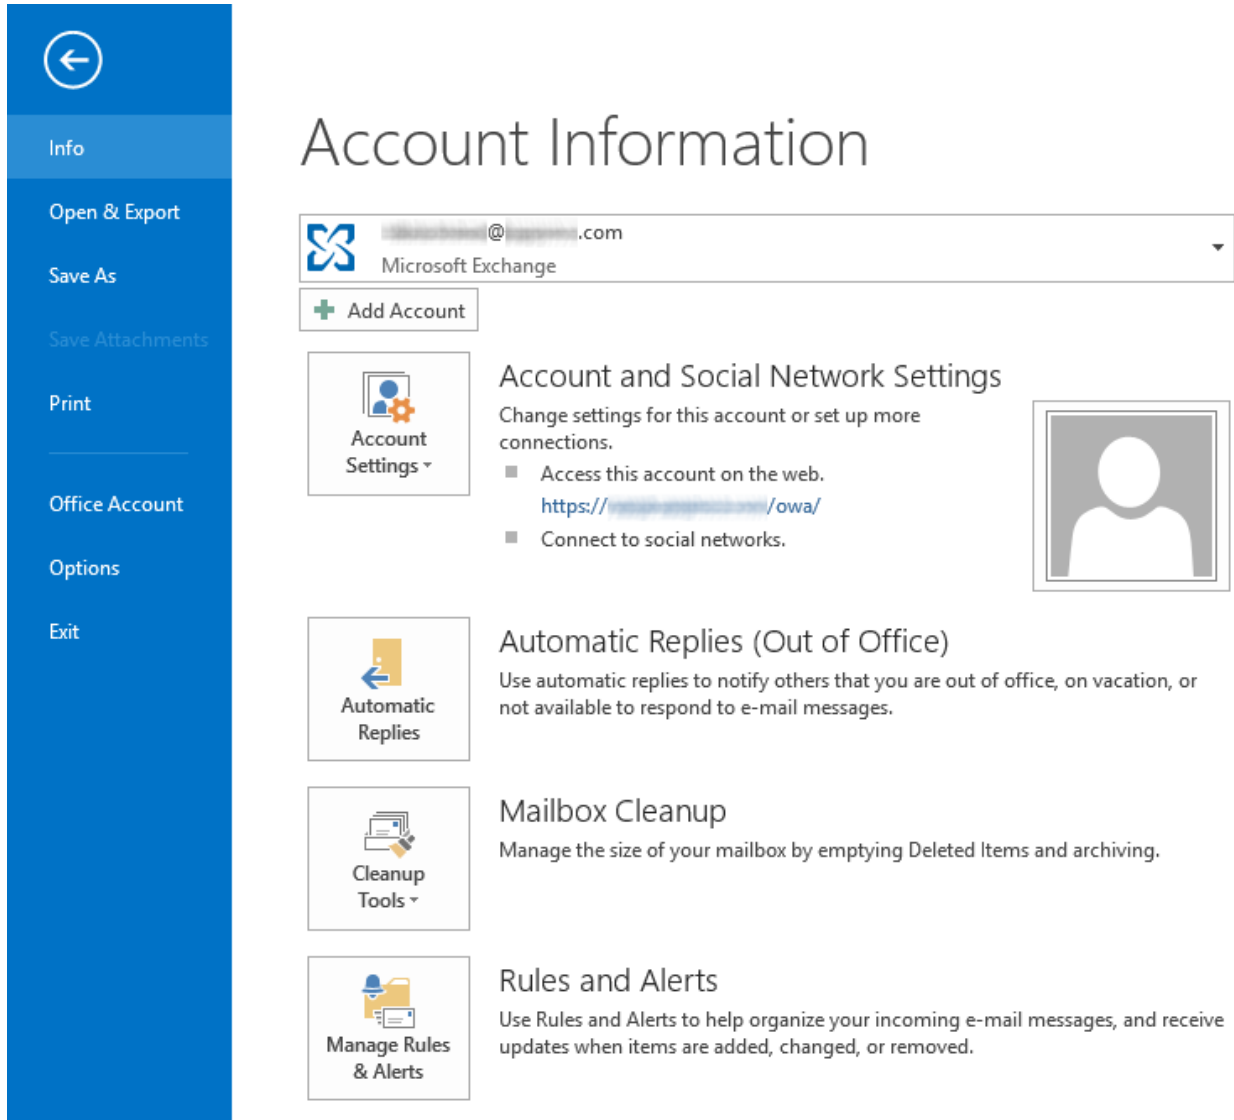 Info
Open & Export
Save As
Save Attachments
Print
Office Account
Options
Exit
Account Information
@ .com
Microsoft Exchange
Add Account
Account
Settings
Account and Social Network Settings
Change settings for this account or set up more
connections.
Access this account on the web.
https:// /owa/
Connect to social networks.
Automatic
Replies
Automatic Replies (Out of Office)
Use automatic replies to notify others that you are out of office, on vacation, or
not available to respond to e-mail messages.
Cleanup
Tools
Mailbox Cleanup
Manage the size of your mailbox by emptying Deleted Items and archiving.
Manage Rules
& Alerts
Rules and Alerts
Use Rules and Alerts to help organize your incoming e-mail messages, and receive
updates when items are added, changed, or removed.